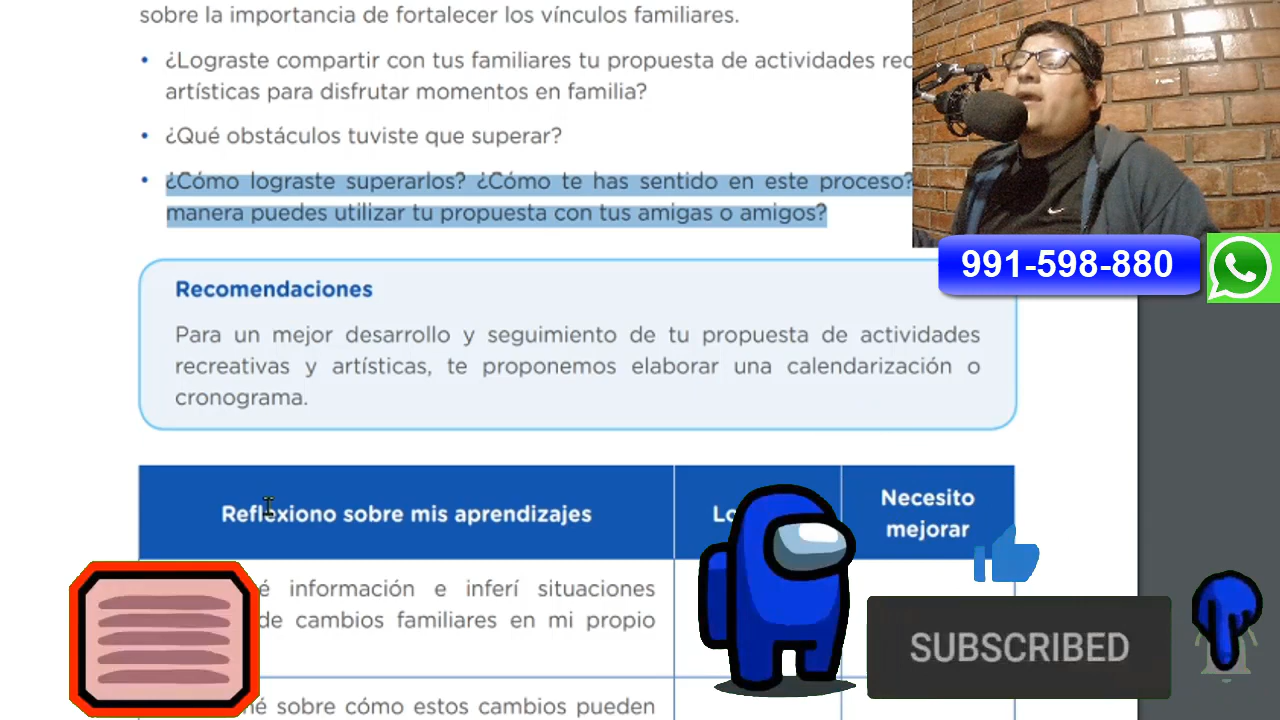 sobre la importancia de fortalecer los vínculos familiares.
• ¿Lograste compartir con tus familiares tu propuesta de actividades
artísticas para disfrutar momentos en familia?
• ¿Qué obstáculos tuviste que superar?
• ¿Cómo lograste superarlos? ¿Cómo te has sentido en este proceso?
manera puedes utilizar tu propuesta con tus amigas o amigos?
991-598-880
Recomendaciones
Para un mejor desarrollo y seguimiento de tu propuesta de actividades
recreativas y artísticas, te proponemos elaborar una calendarización o
cronograma.
Reflexiono sobre mis aprendizajes
Necesito
mejorar
información e inferí situaciones
de cambios familiares en mi propio
SUBSCRIBED
sobre cómo estos cambios pueden